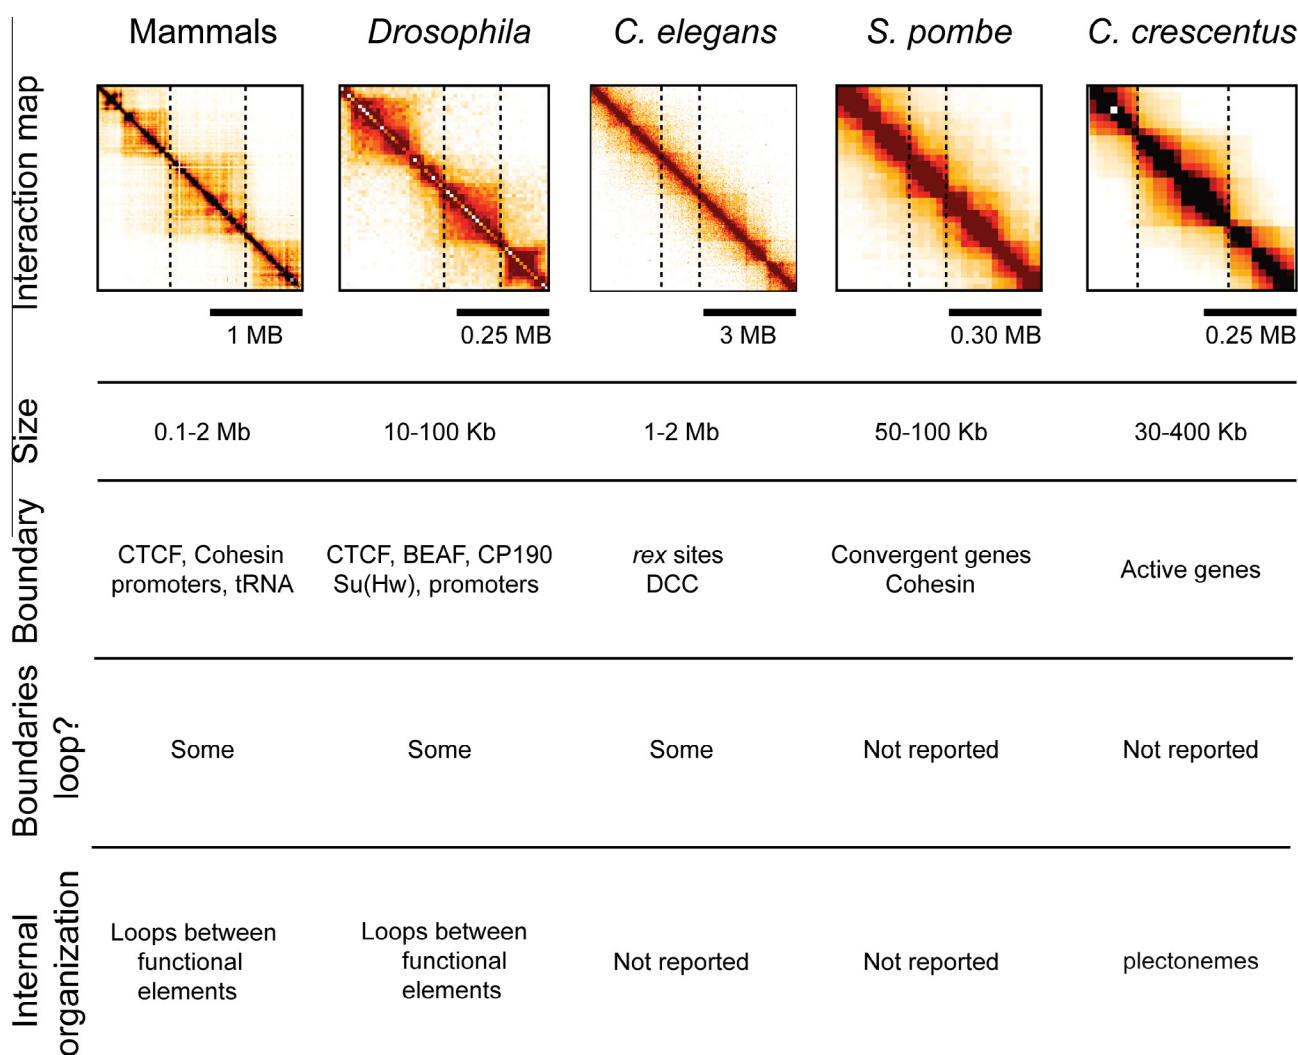 Mammals
Drosophila
C. elegans
S. pombe
C. crescentus
Interaction map
1 MB
0.25 MB
3 MB
0.30 MB
0.25 MB
Size
0.1-2 Mb
10-100 Kb
1-2 Mb
50-100 Kb
30-400 Kb
Boundary
CTCF, Cohesin
promoters, tRNA
CTCF, BEAF, CP190
Su(Hw), promoters
rex sites
DCC
Convergent genes
Cohesin
Active genes
Boundaries
loop?
Some
Some
Some
Not reported
Not reported
Internal
organization
Loops between
functional
elements
Loops between
functional
elements
Not reported
Not reported
plectonemes